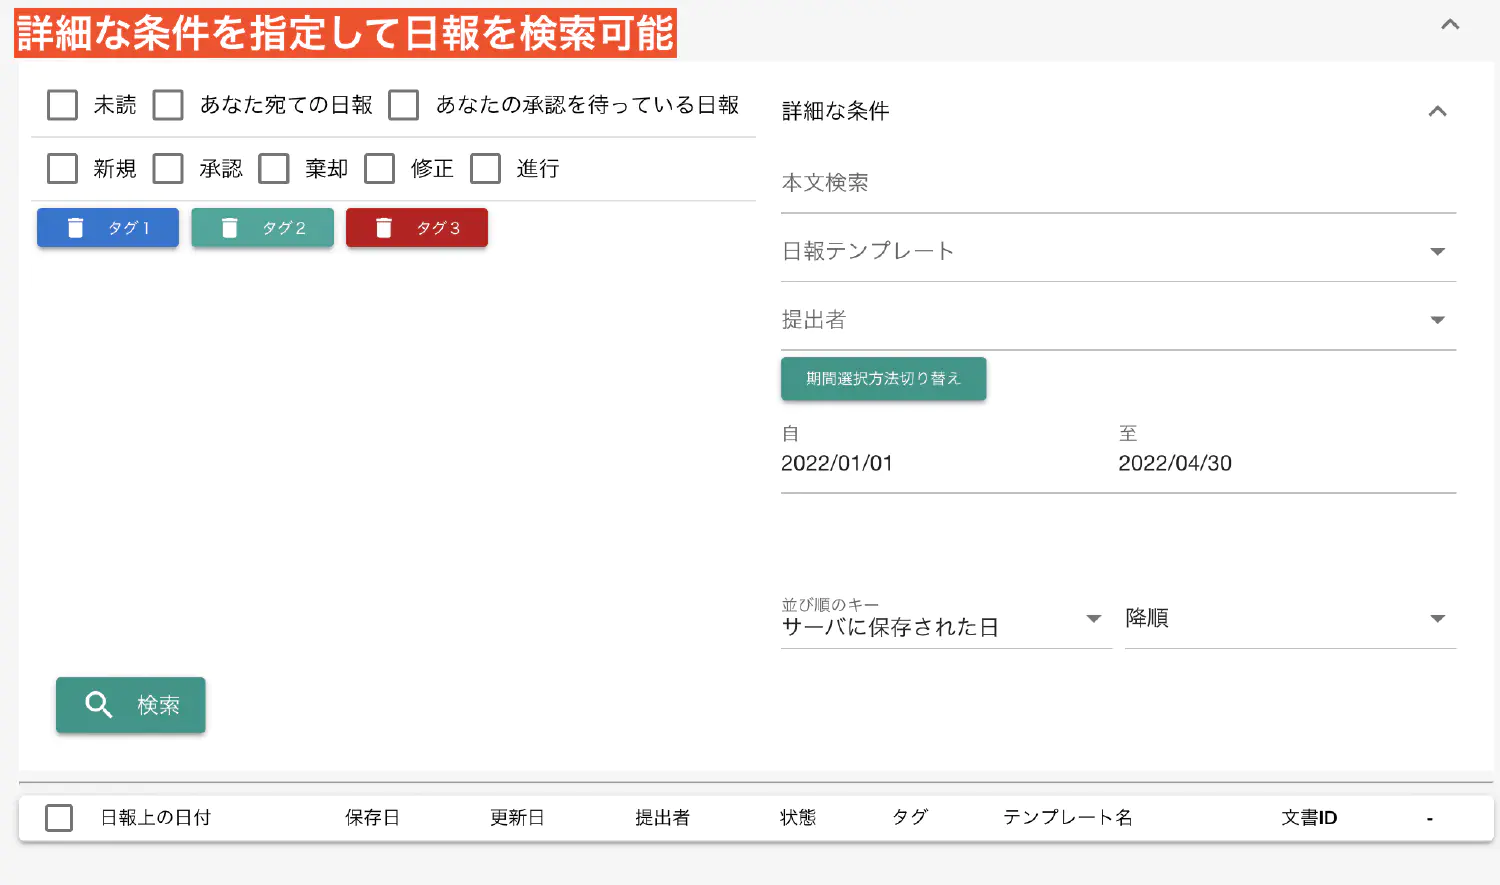 詳細な条件を指定して日報を検索可能
未読 あなた宛ての日報 あなたの承認を待っている日報
新規 承認 棄却 修正 進行
タグ1 タグ2 タグ3
検索
詳細な条件
本文検索
日報テンプレート
提出者
期間選択方法切り替え
自 至
2022/01/01 2022/04/30
並び順のキー
サーバに保存された日 降順
日報上の日付 保存日 更新日 提出者 状態 タグ テンプレート名 文書ID -